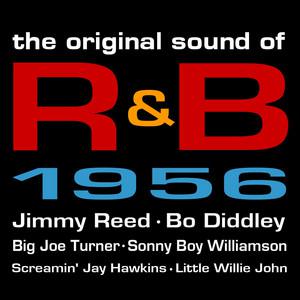 the original sound of
R&B
1956
Jimmy Reed · Bo Diddley
Big Joe Turner · Sonny Boy Williamson
Screamin' Jay Hawkins · Little Willie John